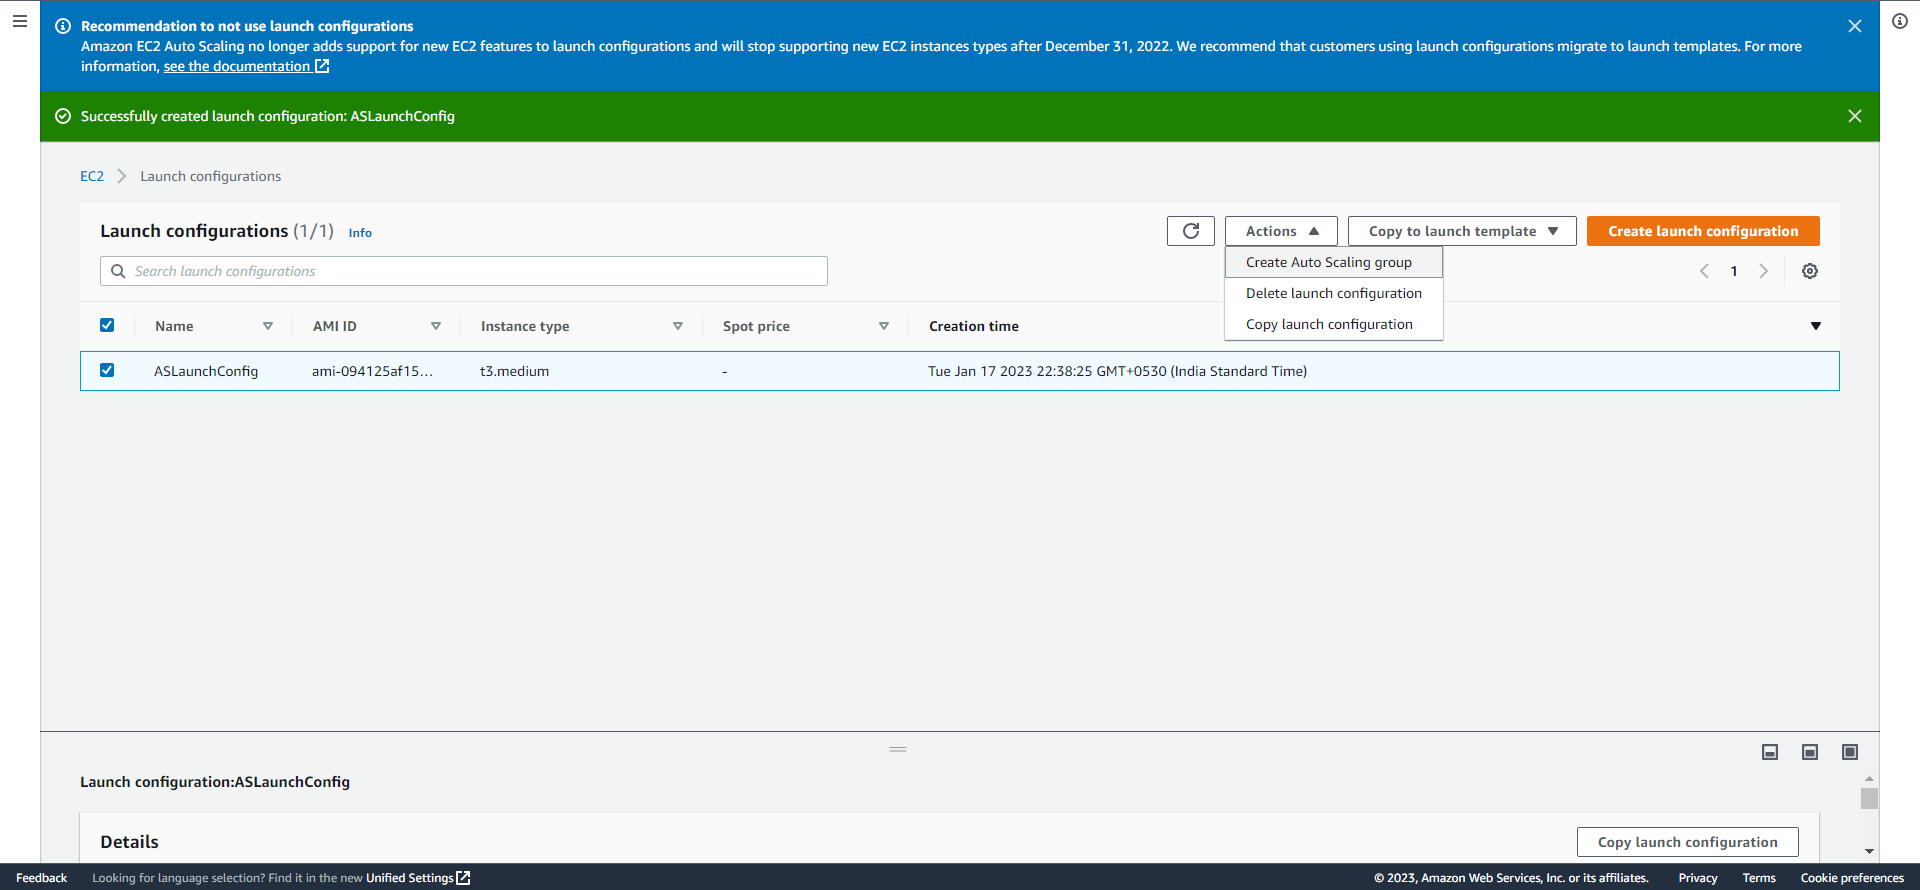 Recommendation to not use launch configurations
Amazon EC2 Auto Scaling no longer adds support for new EC2 features to launch configurations and will stop supporting new EC2 instances types after December 31, 2022. We recommend that customers using launch configurations migrate to launch templates. For more
information, see the documentation
Successfully created launch configuration: ASLaunchConfig
EC2 Launch configurations
Launch configurations (1/1) Info
Actions Copy to launch template Create launch configuration
Create Auto Scaling group
Delete launch configuration
Copy launch configuration
Search launch configurations
1
Name AMI ID Instance type Spot price Creation time
ASLaunchConfig ami-094125af15... t3.medium - Tue Jan 17 2023 22:38:25 GMT+0530 (India Standard Time)
Launch configuration:ASLaunchConfig
Details Copy launch configuration
Feedback Looking for language selection? Find it in the new Unified Settings © 2023, Amazon Web Services, Inc. or its affiliates. Privacy Terms Cookie preferences